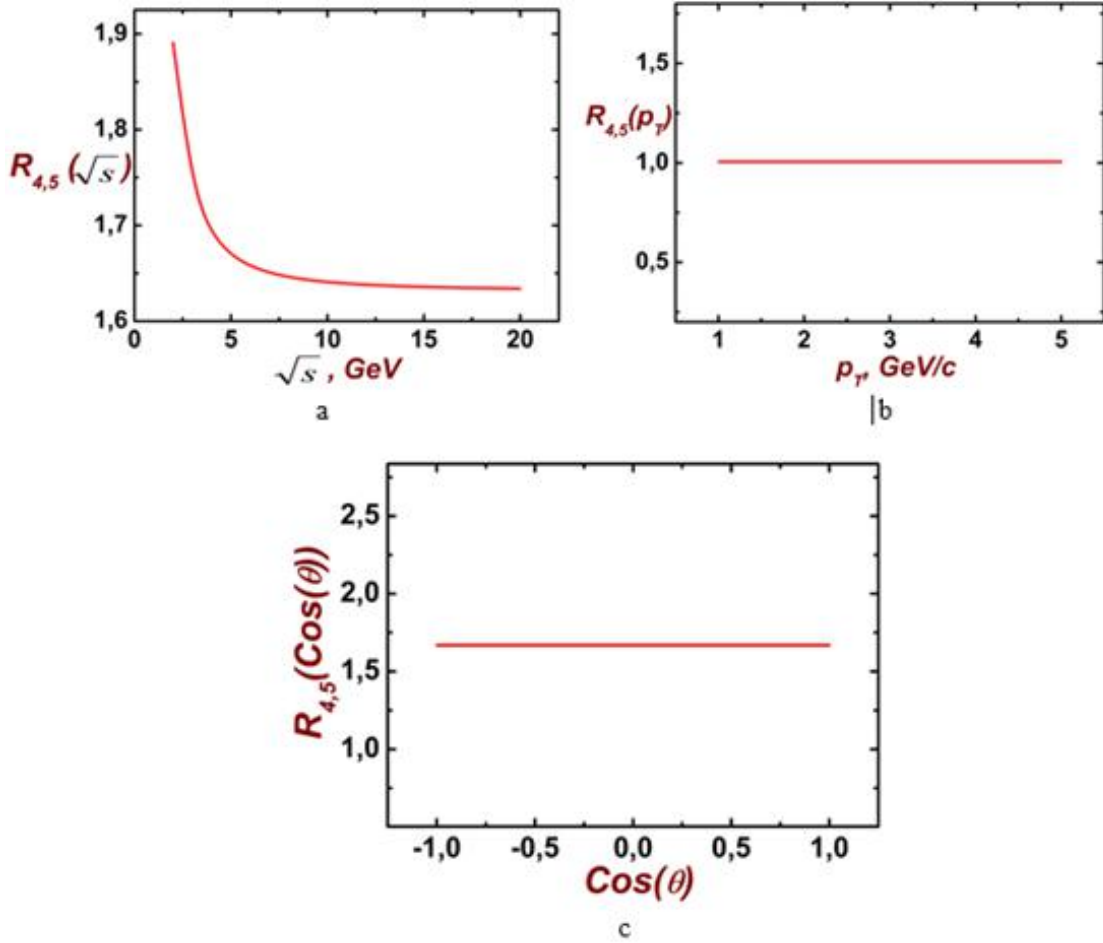 1,9
1,8
R4,5 (√s)
1,7
1,6
0 5 10 15 20
√s , GeV
a
1,5
R4,5(pT)
1,0
0,5
1 2 3 4 5
pT, GeV/c
|b
2,5
2,0
R4,5(Cos(θ))
1,5
1,0
-1,0 -0,5 0,0 0,5 1,0
Cos(θ)
c